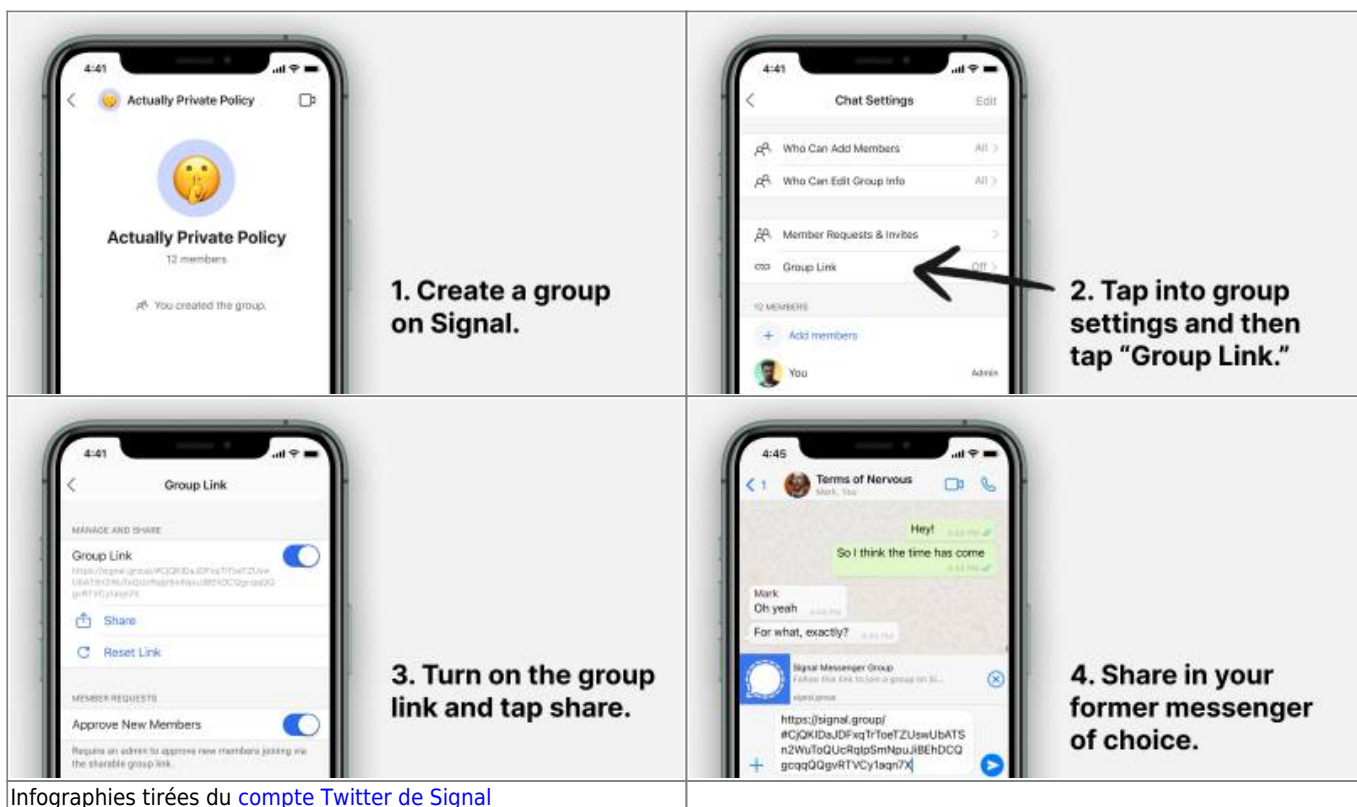 4:41
Actually Private Policy
Actually Private Policy
12 members
You created the group.
1. Create a group
on Signal.
4:41
Chat Settings
Edit
Who Can Add Members
All
Who Can Edit Group Info
All
Member Requests & Invites
Group Link
Off
12 MEMBERS
+ Add members
You
Admin
2. Tap into group
settings and then
tap “Group Link.”
4:41
Group Link
MANAGE AND SHARE
Group Link
Share
Reset Link
MEMBER REQUESTS
Approve New Members
Require an admin to approve new members joining via
the sharable group link.
3. Turn on the group
link and tap share.
4:45
1
Terms of Nervous
Mark, You
Hey!
So I think the time has come
Mark
Oh yeah
For what, exactly?
Signal Messenger Group
Follow this link to join a group on Si...
signal.group
https://signal.group/
4. Share in your
former messenger
of choice.
Infographies tirées du compte Twitter de Signal